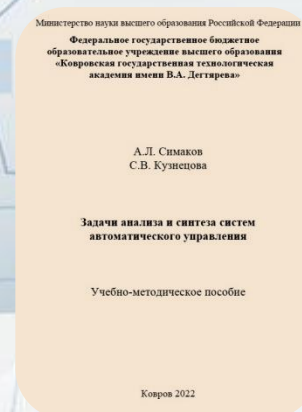 Министерство науки высшего образования Российской Федерации
Федеральное государственное бюджетное
образовательное учреждение высшего образования
«Ковровская государственная технологическая
академия имени В.А. Дегтярева»
А.Л. Симаков
С.В. Кузнецова
Задачи анализа и синтеза систем
автоматического управления
Учебно-методическое пособие
Ковров 2022